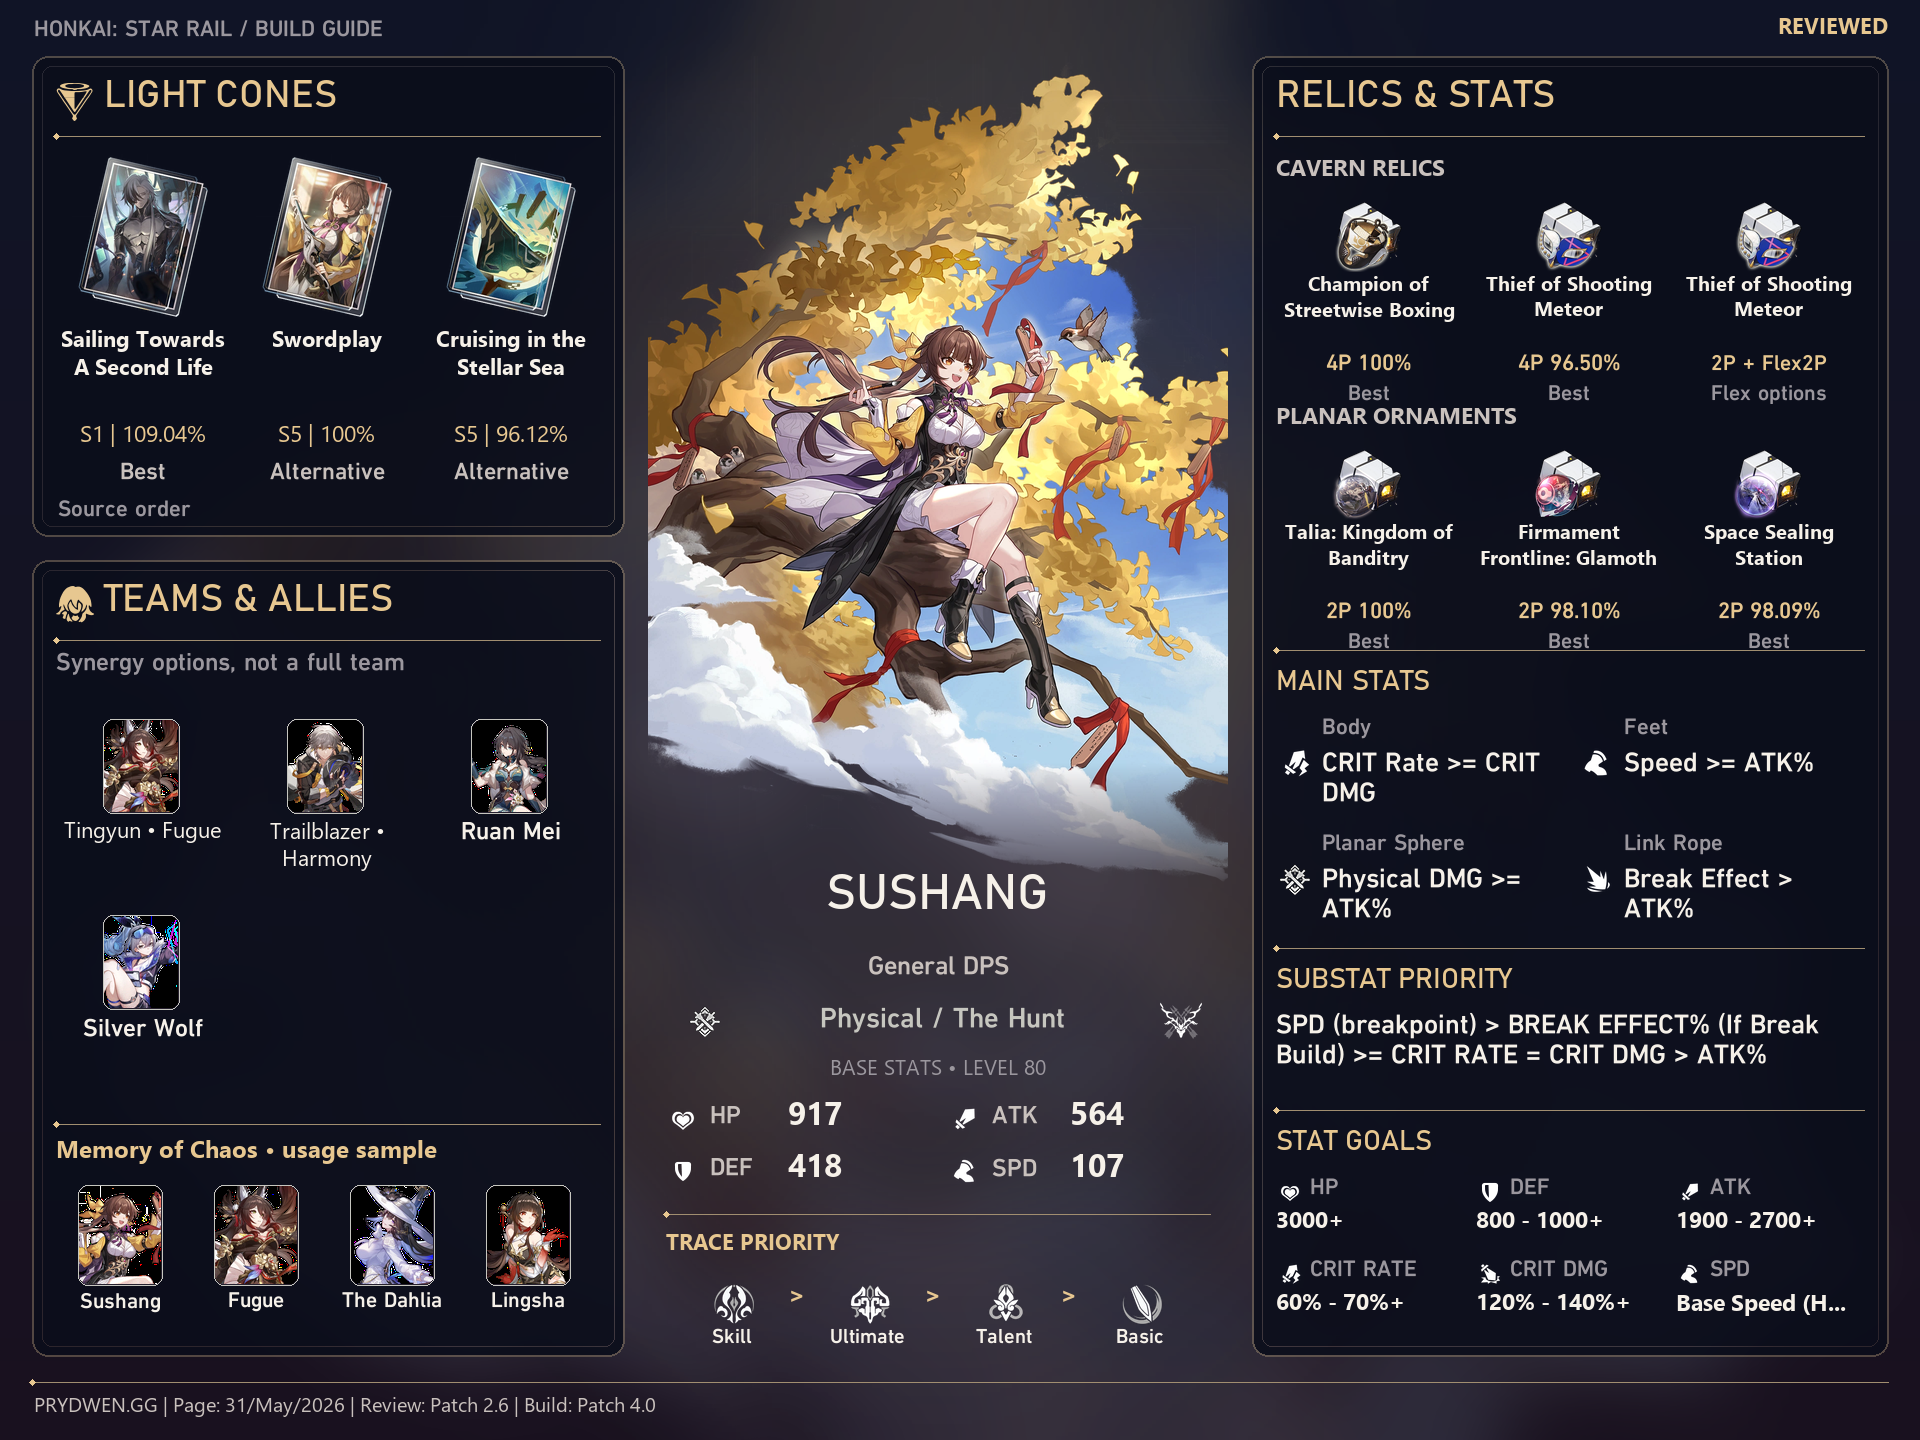 HONKAI: STAR RAIL / BUILD GUIDE
REVIEWED
LIGHT CONES
Sailing Towards
A Second Life
S1 | 109.04%
Best
Swordplay
S5 | 100%
Alternative
Cruising in the
Stellar Sea
S5 | 96.12%
Alternative
Source order
TEAMS & ALLIES
Synergy options, not a full team
Tingyun • Fugue
Trailblazer •
Harmony
Ruan Mei
Silver Wolf
Memory of Chaos • usage sample
Sushang
Fugue
The Dahlia
Lingsha
SUSHANG
General DPS
Physical / The Hunt
BASE STATS • LEVEL 80
HP 917
ATK 564
DEF 418
SPD 107
TRACE PRIORITY
Skill > Ultimate > Talent > Basic
RELICS & STATS
CAVERN RELICS
Champion of
Streetwise Boxing
4P 100%
Best
Thief of Shooting
Meteor
4P 96.50%
Best
Thief of Shooting
Meteor
2P + Flex2P
Flex options
PLANAR ORNAMENTS
Talia: Kingdom of
Banditry
2P 100%
Best
Firmament
Frontline: Glamoth
2P 98.10%
Best
Space Sealing
Station
2P 98.09%
Best
MAIN STATS
Body
CRIT Rate >= CRIT
DMG
Feet
Speed >= ATK%
Planar Sphere
Physical DMG >=
ATK%
Link Rope
Break Effect >
ATK%
SUBSTAT PRIORITY
SPD (breakpoint) > BREAK EFFECT% (If Break
Build) >= CRIT RATE = CRIT DMG > ATK%
STAT GOALS
HP
3000+
DEF
800 - 1000+
ATK
1900 - 2700+
CRIT RATE
60% - 70%+
CRIT DMG
120% - 140%+
SPD
Base Speed (H...
PRYDWEN.GG | Page: 31/May/2026 | Review: Patch 2.6 | Build: Patch 4.0